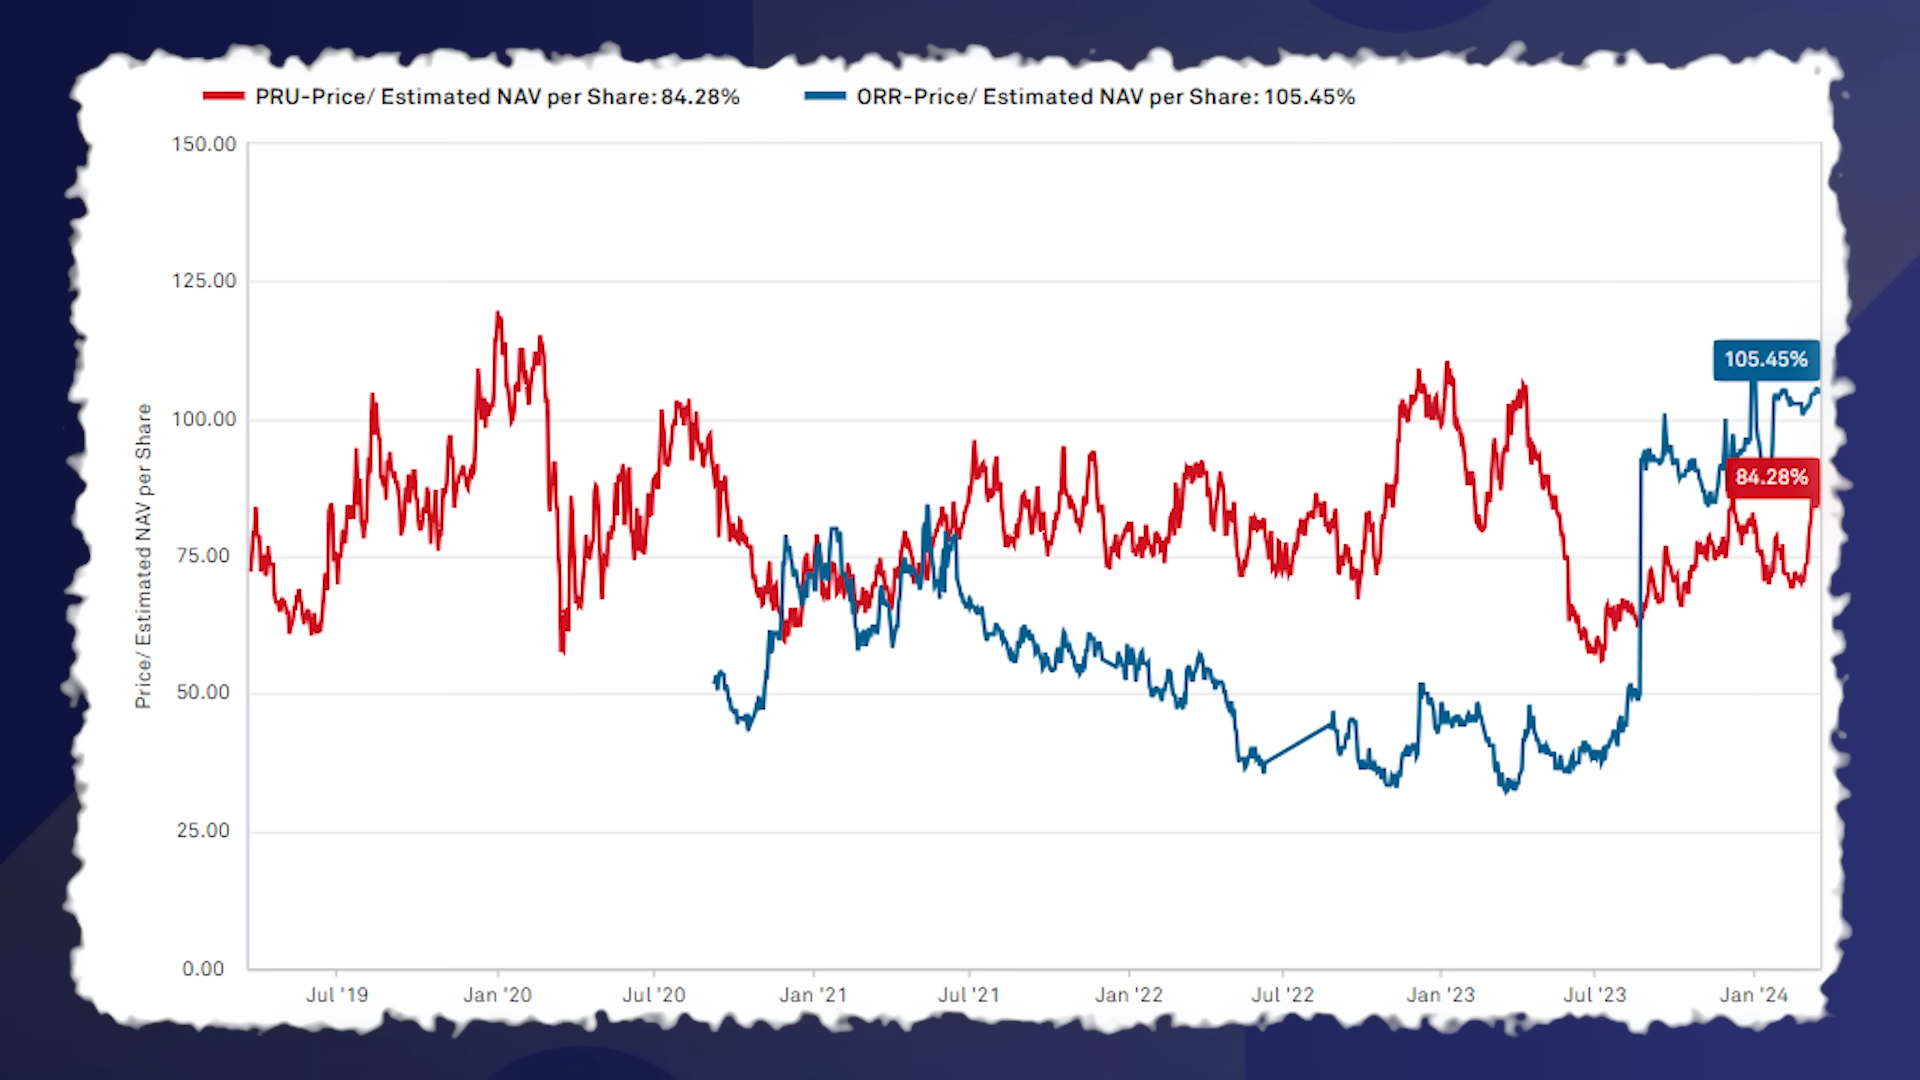 PRU-Price/ Estimated NAV per Share: 84.28%
ORR-Price/ Estimated NAV per Share: 105.45%
150.00
125.00
100.00
75.00
50.00
25.00
0.00
Price/ Estimated NAV per Share
105.45%
84.28%
Jul '19
Jan '20
Jul '20
Jan '21
Jul '21
Jan '22
Jul '22
Jan '23
Jul '23
Jan '24